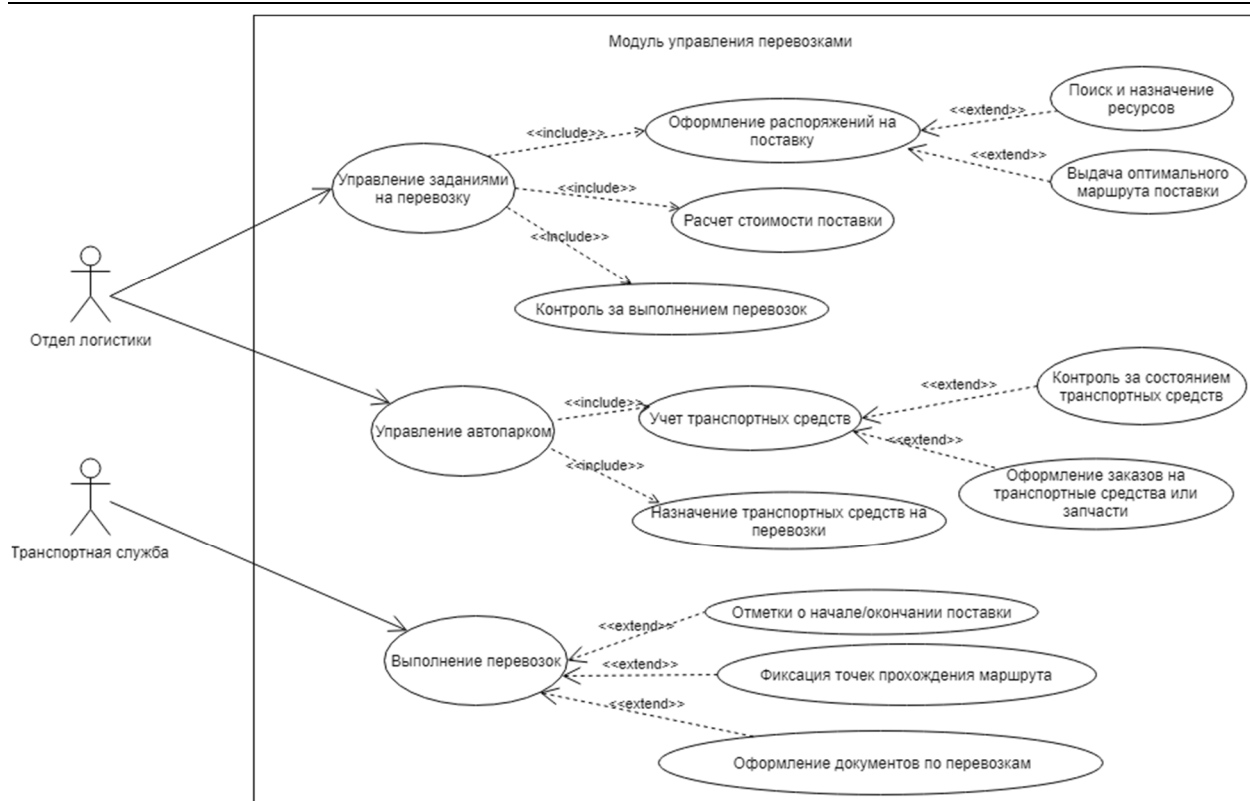 Модуль управления перевозками
Поиск и назначение
ресурсов
<<extend>>
Оформление распоряжений на
поставку
<<include>>
<<extend>>
Выдача оптимального
маршрута поставки
Управление заданиями
на перевозку
<<include>>
Расчет стоимости поставки
<<include>>
Контроль за выполнением перевозок
Отдел логистики
Контроль за состоянием
транспортных средств
<<extend>>
<<include>>
Учет транспортных средств
Управление автопарком
<<extend>>
<<include>>
Оформление заказов на
транспортные средства или
запчасти
Назначение транспортных средств на
перевозки
Транспортная служба
Отметки о начале/окончании поставки
<<extend>>
Выполнение перевозок
<<extend>>
Фиксация точек прохождения маршрута
<<extend>>
Оформление документов по перевозкам